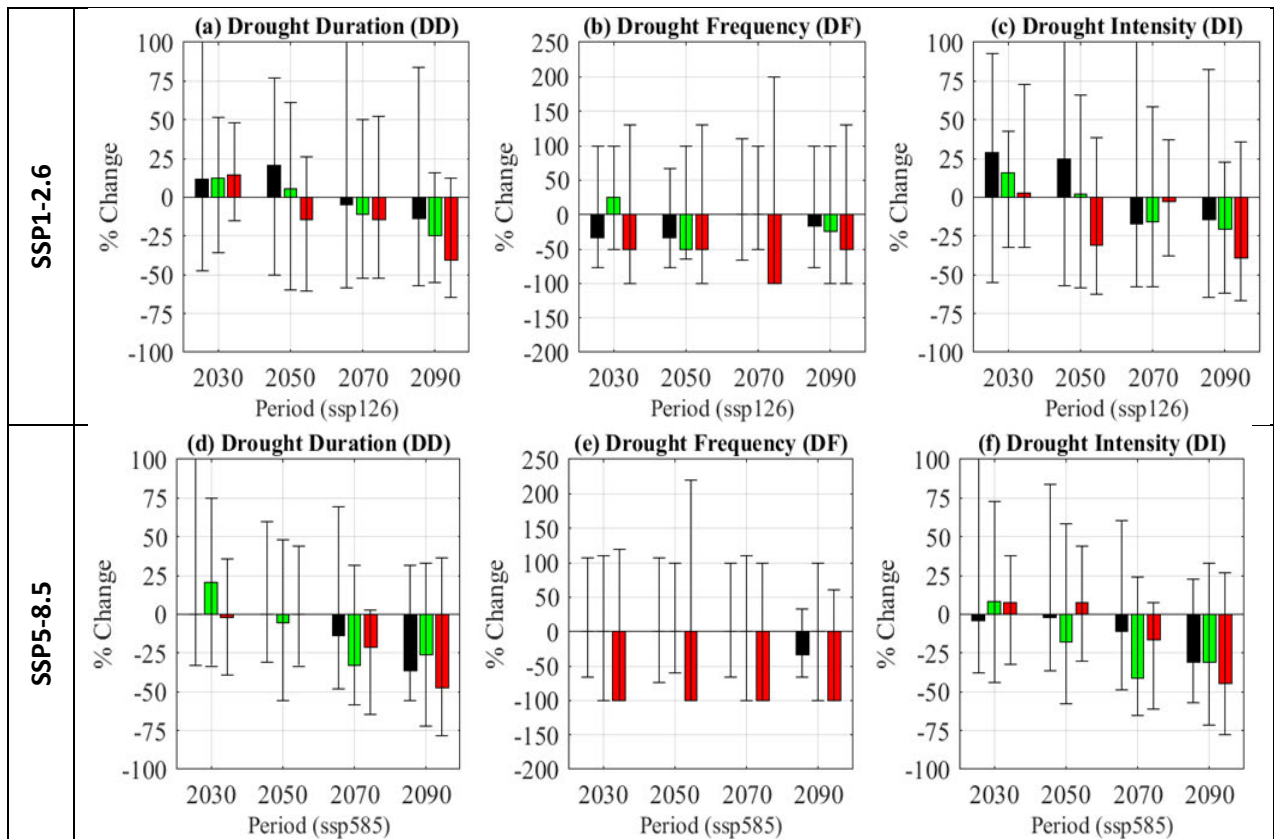 SSP1-2.6
(a) Drought Duration (DD)
% Change
100
75
50
25
0
-25
-50
-75
-100
2030 2050 2070 2090
Period (ssp126)
(b) Drought Frequency (DF)
% Change
250
200
150
100
50
0
-50
-100
-150
-200
2030 2050 2070 2090
Period (ssp126)
(c) Drought Intensity (DI)
% Change
100
75
50
25
0
-25
-50
-75
-100
2030 2050 2070 2090
Period (ssp126)
SSP5-8.5
(d) Drought Duration (DD)
% Change
100
75
50
25
0
-25
-50
-75
-100
2030 2050 2070 2090
Period (ssp585)
(e) Drought Frequency (DF)
% Change
250
200
150
100
50
0
-50
-100
-150
-200
2030 2050 2070 2090
Period (ssp585)
(f) Drought Intensity (DI)
% Change
100
75
50
25
0
-25
-50
-75
-100
2030 2050 2070 2090
Period (ssp585)